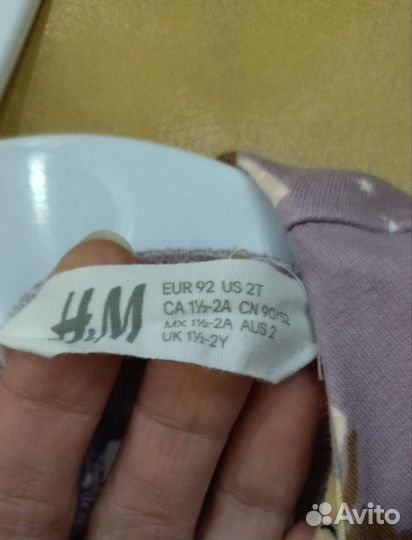 H&M
EUR 92 US 2T
CA 1½-2A CN 90/52
MX 1½-2A AUS 2
UK 1½-2Y
Avito